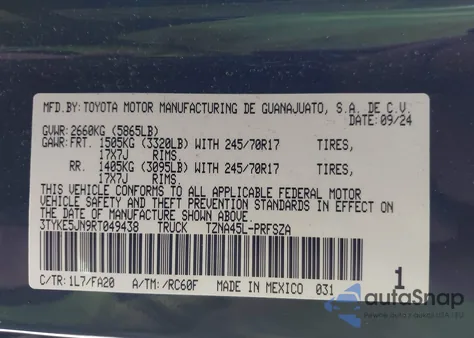 MFD.BY:TOYOTA MOTOR MANUFACTURING DE GUANAJUATO, S.A. DE C.V.
DATE: 09/24
GVWR:2660KG (5865LB)
GAWR:FRT. 1505KG (3320LB) WITH 245/70R17 TIRES,
17X7J RIMS.
RR. 1405KG (3095LB) WITH 245/70R17 TIRES,
17X7J RIMS.
THIS VEHICLE CONFORMS TO ALL APPLICABLE FEDERAL MOTOR
VEHICLE SAFETY AND THEFT PREVENTION STANDARDS IN EFFECT ON
THE DATE OF MANUFACTURE SHOWN ABOVE.
3TYKE5JN9RT049438 TRUCK TZNA45L-PRFSZA
C/TR:1L7/FA20 A/TM:/RC60F MADE IN MEXICO 031
1
autoSnap